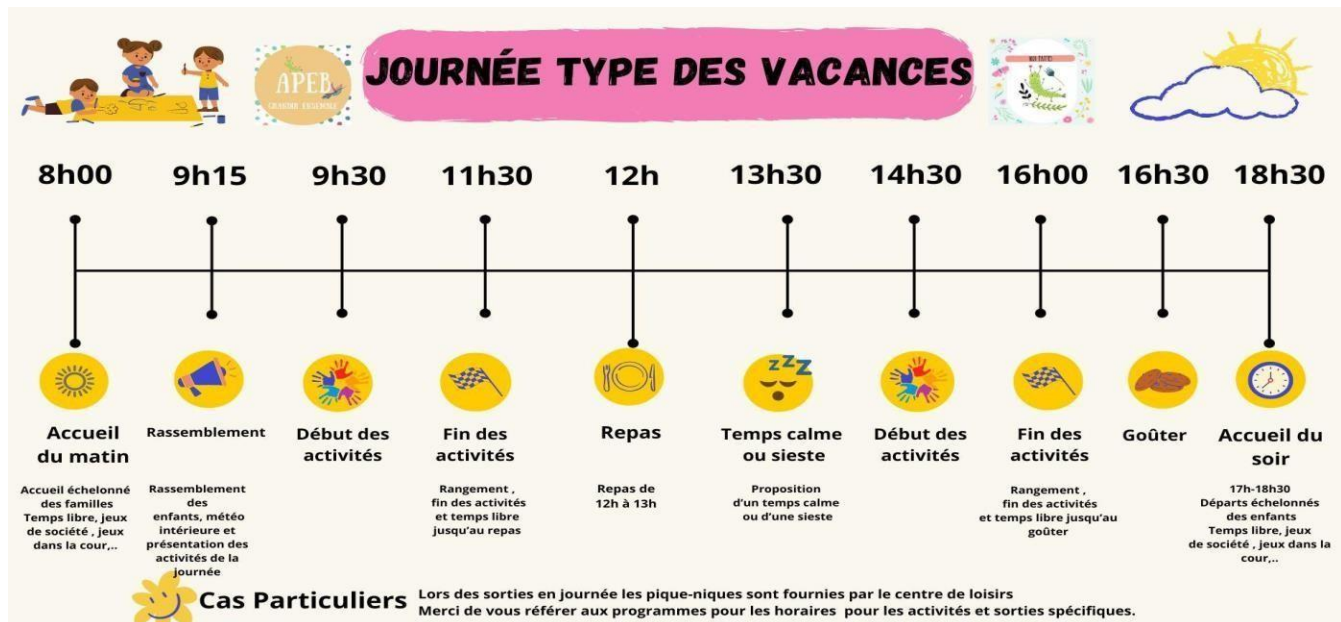 APEB
GRANDIR ENSEMBLE
JOURNÉE TYPE DES VACANCES
8h00
9h15
9h30
11h30
12h
13h30
14h30
16h00
16h30
18h30
zzz
Accueil
du matin
Accueil échelonné
des familles
Temps libre, jeux
de société , jeux
dans la cour,..
Rassemblement
Rassemblement
des
enfants, météo
intérieure et
présentation des
activités de la
journée
Début des
activités
Fin des
activités
Rangement ,
fin des activités
et temps libre
jusqu'au repas
Repas
Repas de
12h à 13h
Temps calme
ou sieste
Proposition
d'un temps calme
ou d'une sieste
Début des
activités
Fin des
activités
Rangement ,
fin des activités
et temps libre jusqu'au
goûter
Goûter
Accueil du
soir
17h-18h30
Départs échelonnés
des enfants
Temps libre, jeux
de société , jeux dans la
cour,..
Cas Particuliers
Lors des sorties en journée les pique-niques sont fournies par le centre de loisirs
Merci de vous référer aux programmes pour les horaires pour les activités et sorties spécifiques.